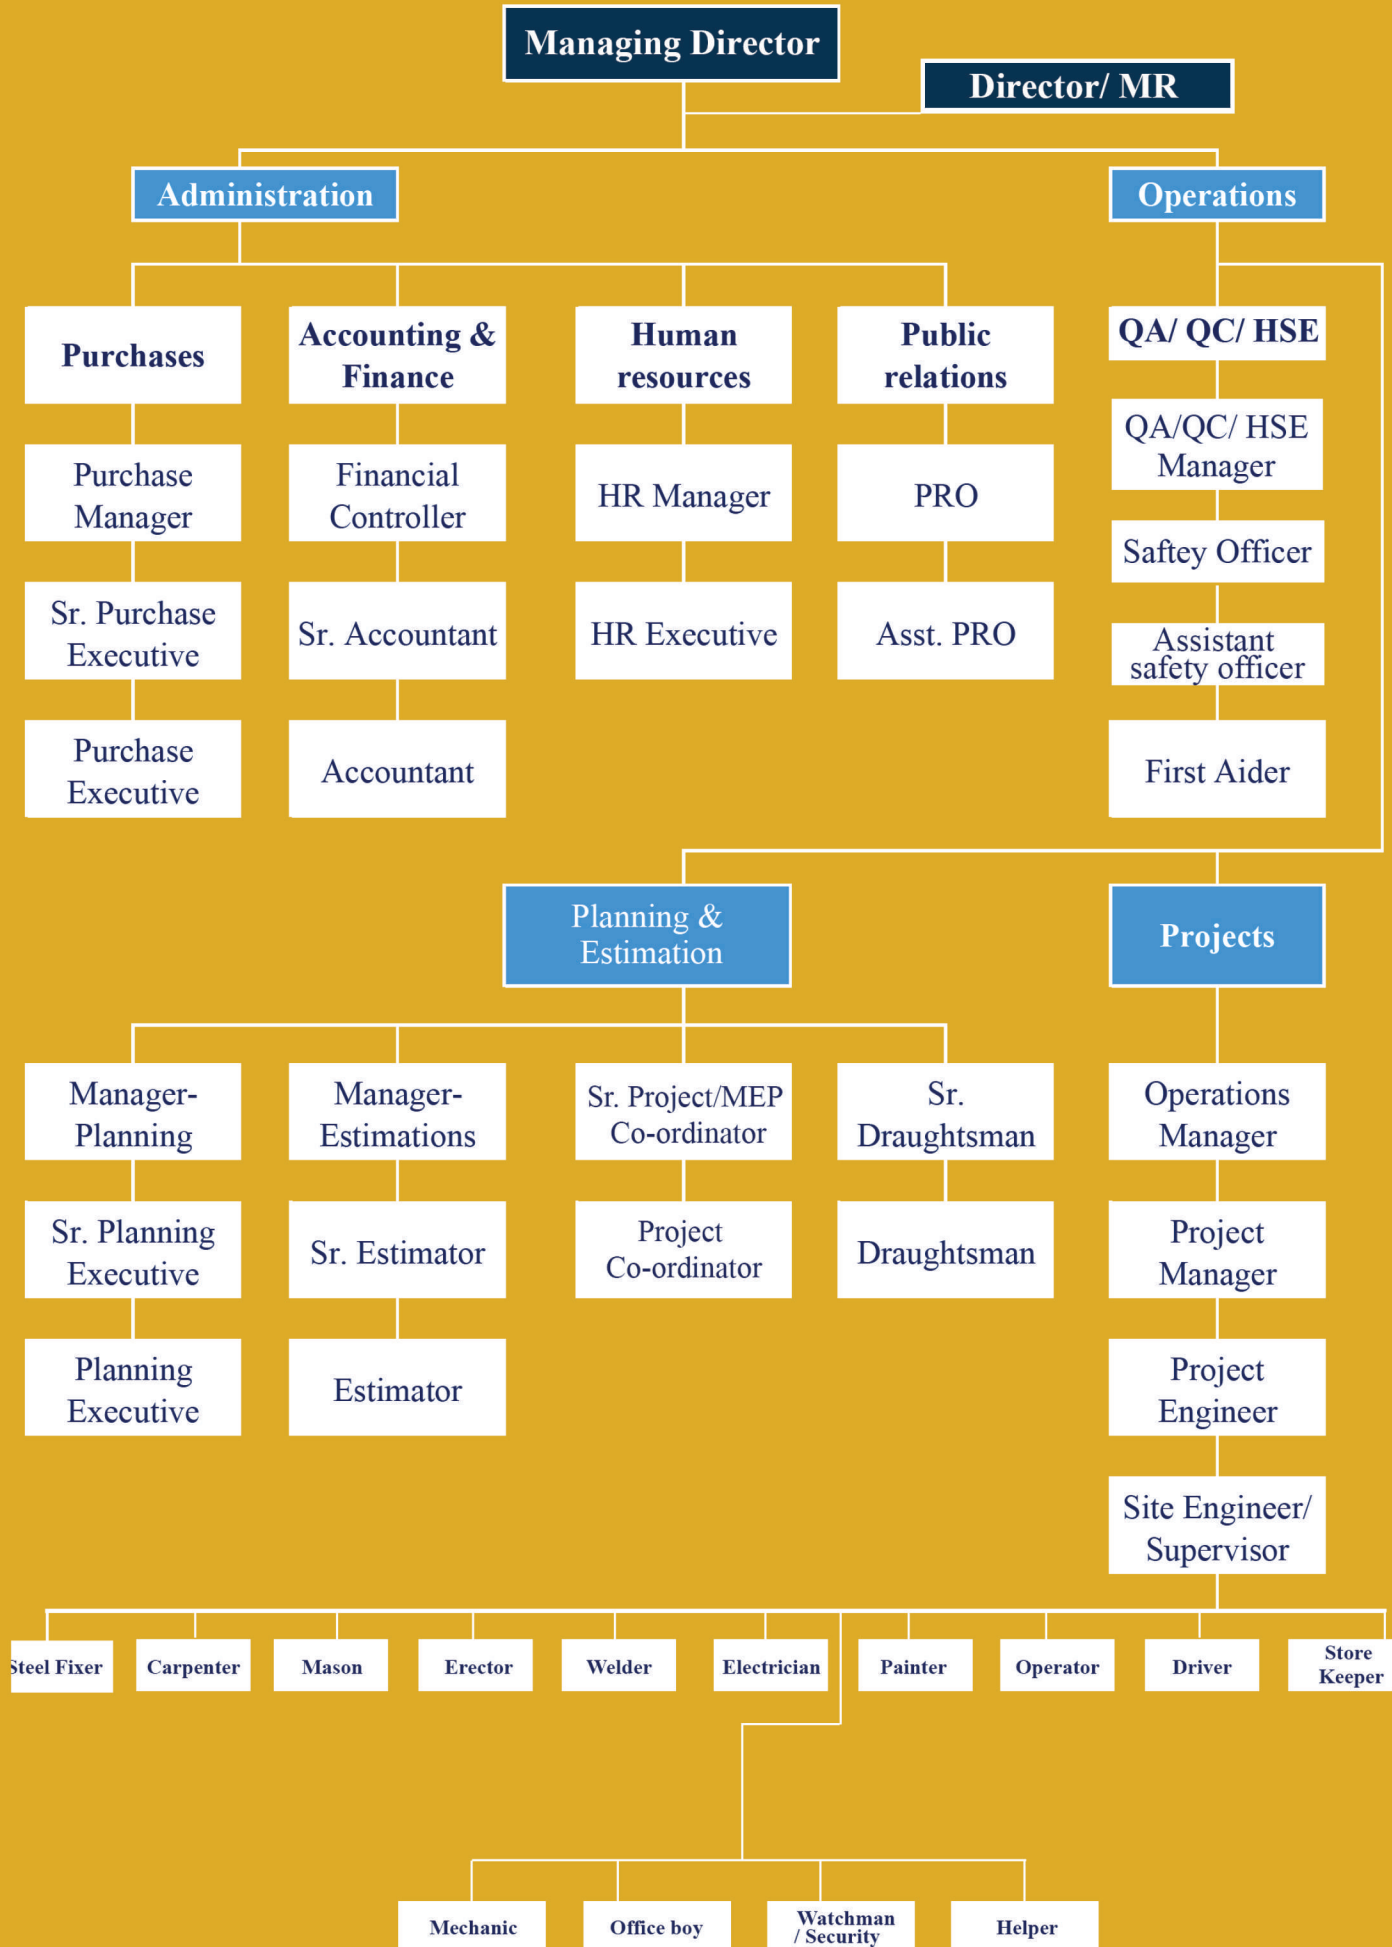 Managing Director
Director/ MR
Administration
Operations
Purchases
Accounting &
Finance
Human
resources
Public
relations
QA/ QC/ HSE
Purchase
Manager
Financial
Controller
HR Manager
PRO
QA/QC/ HSE
Manager
Saftey Officer
Sr. Purchase
Executive
Sr. Accountant
HR Executive
Asst. PRO
Assistant
safety officer
Purchase
Executive
Accountant
First Aider
Planning &
Estimation
Projects
Manager-
Planning
Manager-
Estimations
Sr. Project/MEP
Co-ordinator
Sr.
Draughtsman
Operations
Manager
Sr. Planning
Executive
Sr. Estimator
Project
Co-ordinator
Draughtsman
Project
Manager
Planning
Executive
Estimator
Project
Engineer
Site Engineer/
Supervisor
Steel Fixer
Carpenter
Mason
Erector
Welder
Electrician
Painter
Operator
Driver
Store
Keeper
Mechanic
Office boy
Watchman
/ Security
Helper